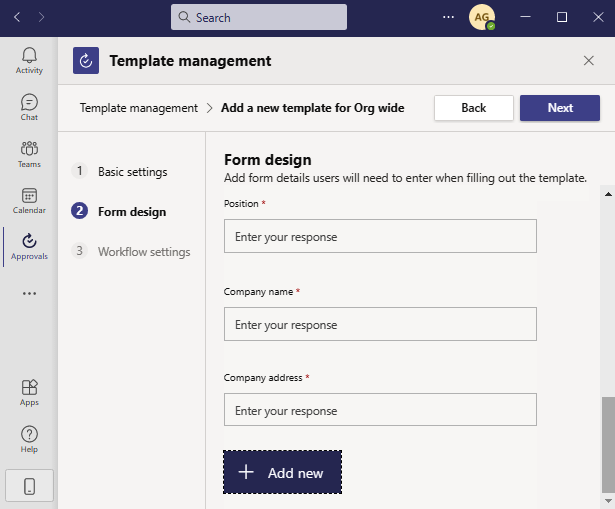 Search
AG
Activity
Chat
Teams
Calendar
Approvals
Apps
Help
Template management
Template management > Add a new template for Org wide
Back
Next
1 Basic settings
2 Form design
3 Workflow settings
Form design
Add form details users will need to enter when filling out the template.
Position *
Enter your response
Company name *
Enter your response
Company address *
Enter your response
+ Add new